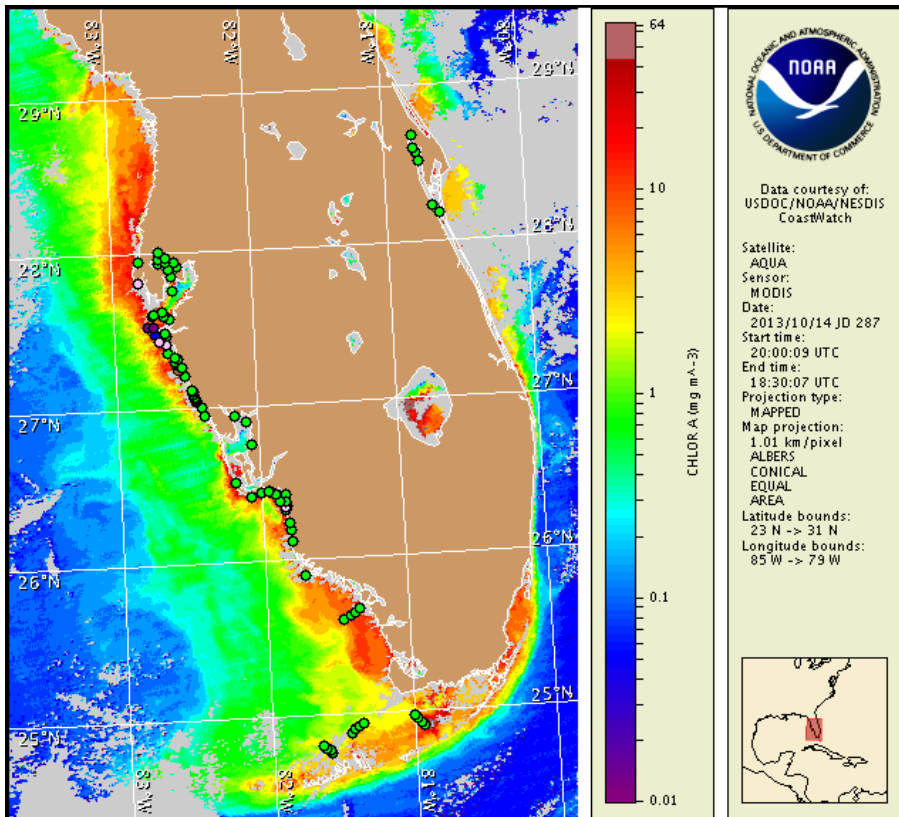 83°W
82°W
81°W
80°W
29°N
29°N
28°N
28°N
27°N
27°N
26°N
26°N
25°N
25°N
83°W
82°W
81°W
64
10
1
0.1
0.01
CHLOR A (mg m^-3)
NATIONAL OCEANIC AND ATMOSPHERIC ADMINISTRATION
NOAA
U.S. DEPARTMENT OF COMMERCE
Data courtesy of:
USDOC/NOAA/NESDIS
CoastWatch
Satellite:
AQUA
Sensor:
MODIS
Date:
2013/10/14 JD 287
Start time:
20:00:09 UTC
End time:
18:30:07 UTC
Projection type:
MAPPED
Map projection:
1.01 km/pixel
ALBERS
CONICAL
EQUAL
AREA
Latitude bounds:
23 N -> 31 N
Longitude bounds:
85 W -> 79 W